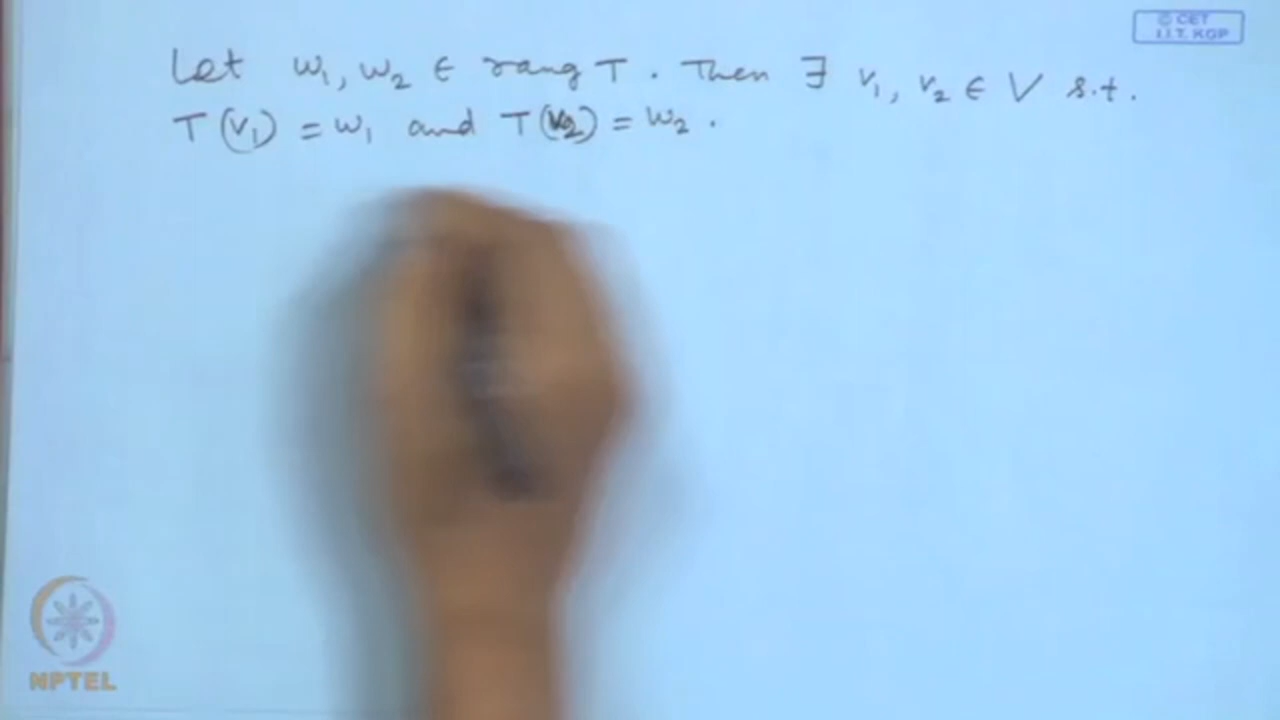 © CET
I.I.T. KGP
Let w₁, w₂ ∈ rang T. Then ∃ v₁, v₂ ∈ V s.t.
T(v₁) = w₁ and T(v₂) = w₂.
NPTEL